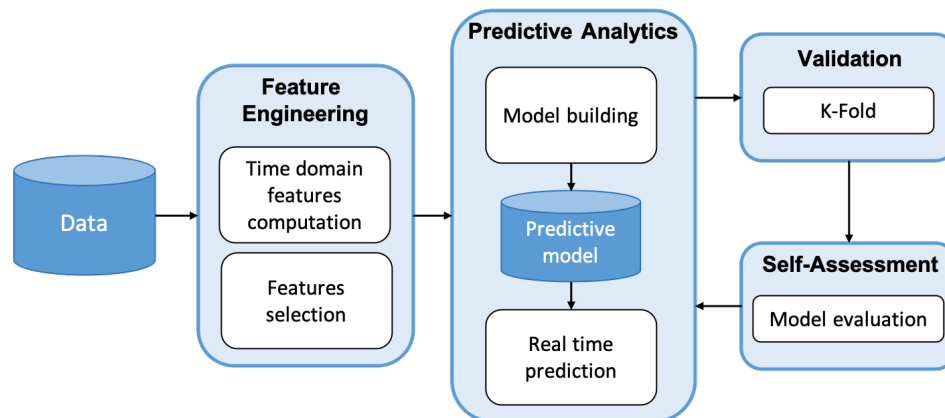 Data
Feature
Engineering
Time domain
features
computation
Features
selection
Predictive Analytics
Model building
Predictive
model
Real time
prediction
Validation
K-Fold
Self-Assessment
Model evaluation